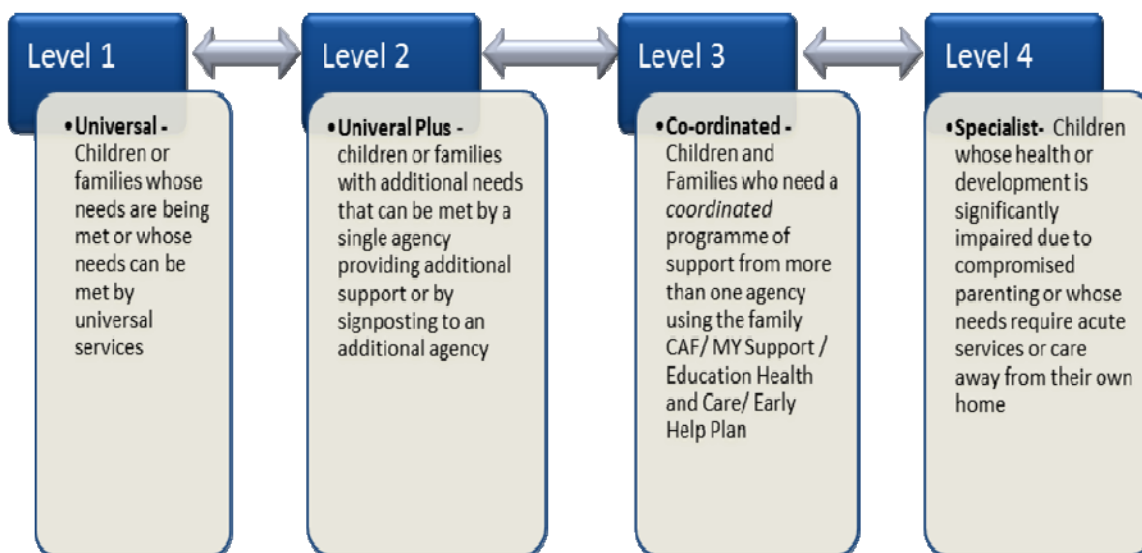 Level 1
• Universal -
Children or
families whose
needs are being
met or whose
needs can be
met by
universal
services
Level 2
• Univeral Plus -
children or families
with additional needs
that can be met by a
single agency
providing additional
support or by
signposting to an
additional agency
Level 3
• Co-ordinated -
Children and
Families who need a
coordinated
programme of
support from more
than one agency
using the family
CAF/ MY Support /
Education Health
and Care/ Early
Help Plan
Level 4
• Specialist- Children
whose health or
development is
significantly
impaired due to
compromised
parenting or whose
needs require acute
services or care
away from their own
home